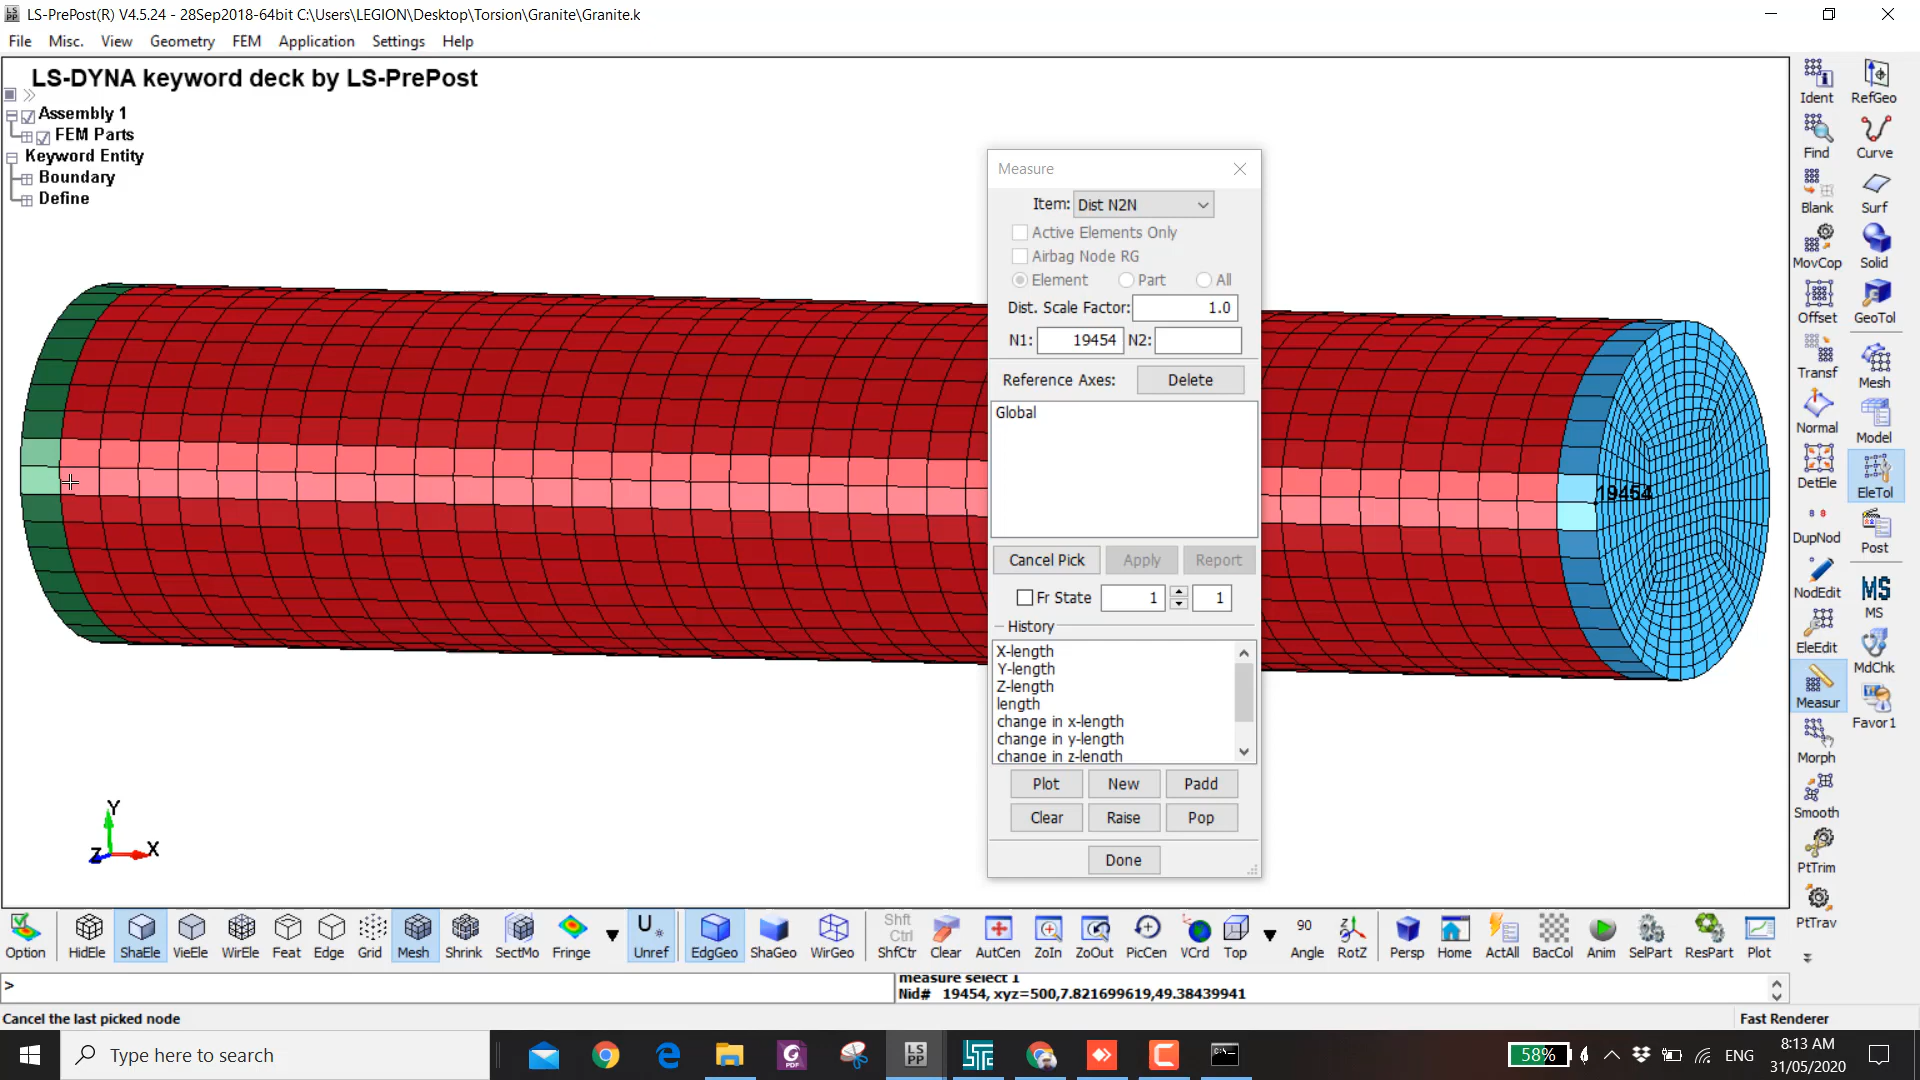 LS-PrePost(R) V4.5.24 - 28Sep2018-64bit C:\Users\LEGION\Desktop\Torsion\Granite\Granite.k
File Misc. View Geometry FEM Application Settings Help
LS-DYNA keyword deck by LS-PrePost
Assembly 1
FEM Parts
Keyword Entity
Boundary
Define
Measure
Item: Dist N2N
Active Elements Only
Airbag Node RG
Element Part All
Dist. Scale Factor: 1.0
N1: 19454 N2:
Reference Axes: Delete
Global
Cancel Pick Apply Report
Fr State 1 1
History
X-length
Y-length
Z-length
length
change in x-length
change in y-length
change in z-length
Plot New Padd
Clear Raise Pop
Done
19454
Y
Z X
Ident RefGeo
Find Curve
Blank Surf
MovCop Solid
Offset GeoTol
Transf Mesh
Normal Model
DetEle EleTol
DupNod Post
NodEdit MS
MS
EleEdit MdChk
Measur Favor1
Morph
Smooth
PtTrim
PtTrav
Option HidEle ShaEle VieEle WirEle Feat Edge Grid Mesh Shrink SectMo Fringe U Unref EdgGeo ShaGeo WirGeo Shft Ctrl ShfCtr Clear AutCen ZoIn ZoOut PicCen VCrd Top 90 Angle RotZ Persp Home ActAll BacCol Anim SelPart ResPart Plot
>
measure select 1
Nid# 19454, xyz=500,7.821699619,49.38439941
Cancel the last picked node
Fast Renderer
Type here to search
LS
PP
58%
ENG
8:13 AM
31/05/2020